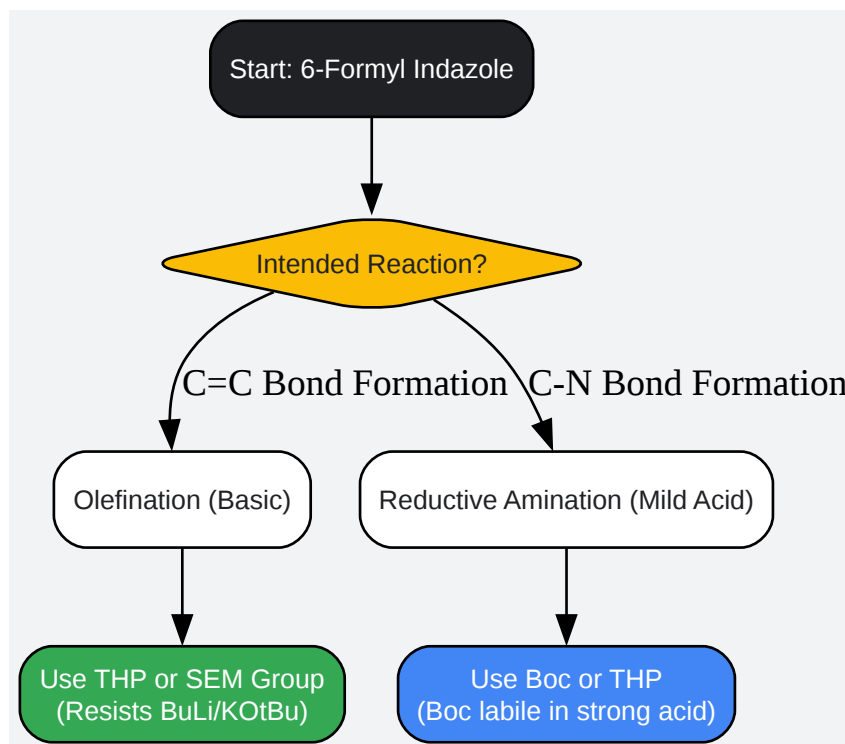 Start: 6-Formyl Indazole
Intended Reaction?
C=C Bond Formation
C-N Bond Formation
Olefination (Basic)
Reductive Amination (Mild Acid)
Use THP or SEM Group
(Resists BuLi/KOtBu)
Use Boc or THP
(Boc labile in strong acid)